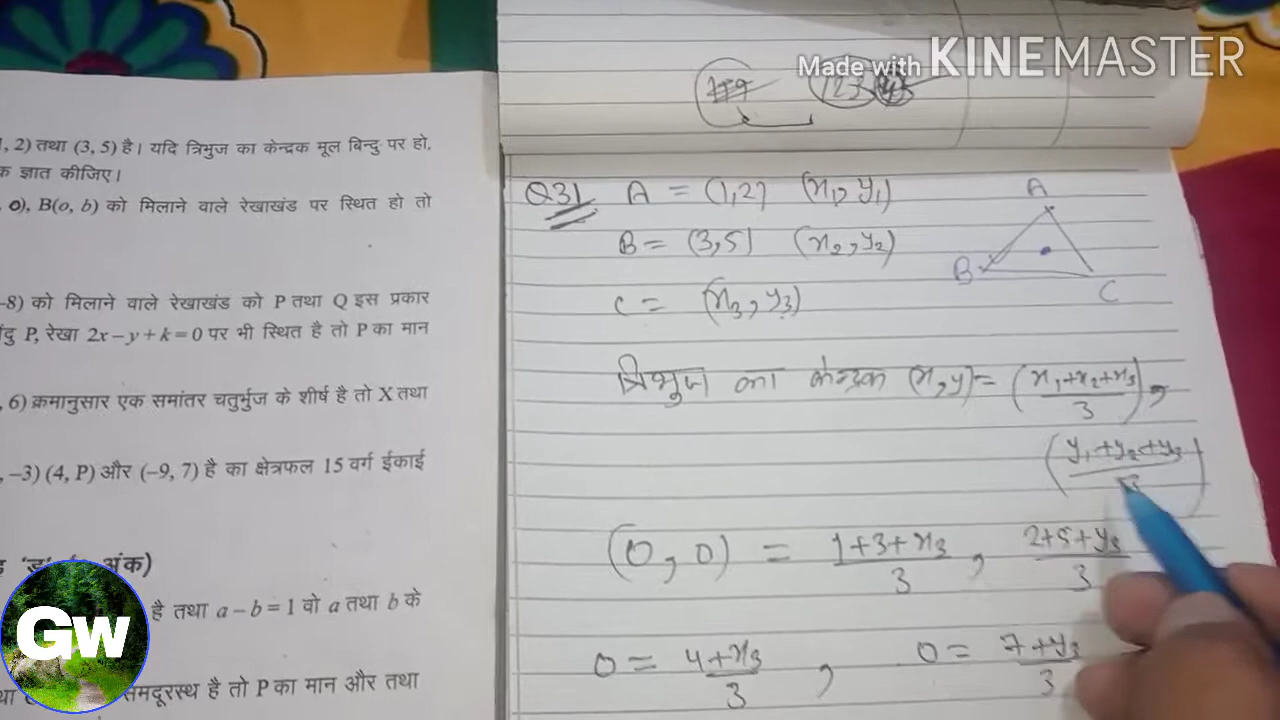 Made with KINEMASTER
, 2) तथा (3, 5) है। यदि त्रिभुज का केन्द्रक मूल बिन्दु पर हो,
क ज्ञात कीजिए।
, o), B(o, b) को मिलाने वाले रेखाखंड पर स्थित हो तो
-8) को मिलाने वाले रेखाखंड को P तथा Q इस प्रकार
दु P, रेखा 2x – y + k = 0 पर भी स्थित है तो P का मान
, 6) क्रमानुसार एक समांतर चतुर्भुज के शीर्ष है तो X तथा
, -3) (4, P) और (-9, 7) है का क्षेत्रफल 15 वर्ग ईकाई
'ड' अंक)
है तथा a – b = 1 वो a तथा b के
समदूरस्थ है तो P का मान और तथा
GW
Q31 A = (1,2) (x1, y1)
B = (3,5) (x2, y2)
C = (x3, y3)
A
B
C
त्रिभुज का केन्द्रक (x, y) = (x1+x2+x3/3),
(y1+y2+y3/3)
(0, 0) = 1+3+x3/3, 2+5+y3/3
0 = 4+x3/3, 0 = 7+y3/3